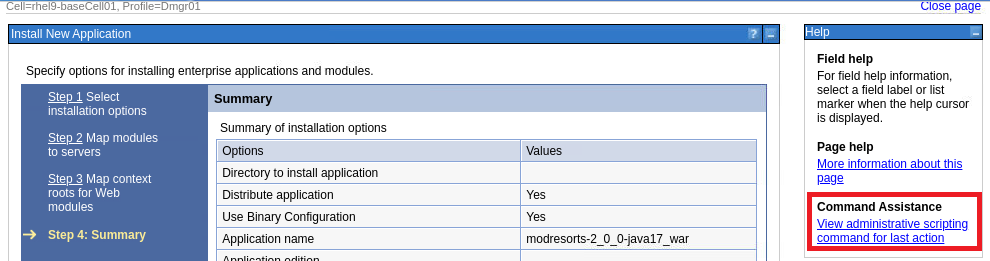 Cell=rhel9-baseCell01, Profile=Dmgr01
Close page
Install New Application
?
Specify options for installing enterprise applications and modules.
Step 1 Select
installation options
Step 2 Map modules
to servers
Step 3 Map context
roots for Web
modules
Step 4: Summary
Summary
Summary of installation options
Options Values
Directory to install application
Distribute application Yes
Use Binary Configuration Yes
Application name modresorts-2_0_0-java17_war
Application edition
Help
Field help
For field help information,
select a field label or list
marker when the help cursor
is displayed.
Page help
More information about this
page
Command Assistance
View administrative scripting
command for last action